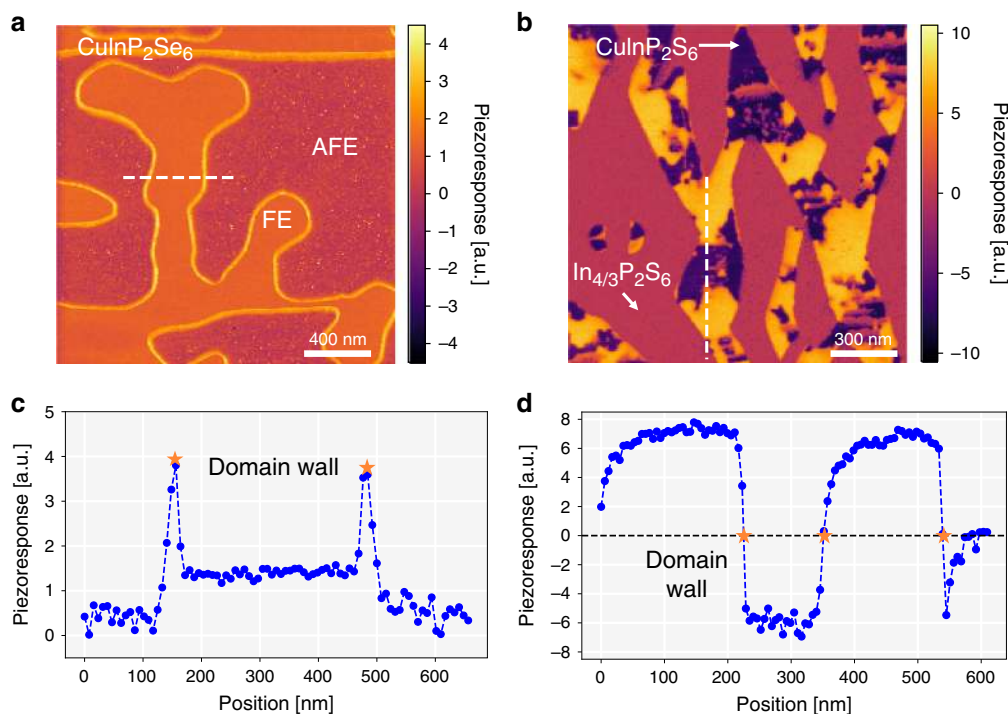 a
CuInP₂Se₆
AFE
FE
400 nm
4
3
2
1
0
−1
−2
−3
−4
Piezoresponse [a.u.]
b
CuInP₂S₆
In₄/₃P₂S₆
300 nm
10
5
0
−5
−10
Piezoresponse [a.u.]
c
Piezoresponse [a.u.]
5
4
3
2
1
0
Domain wall
0 100 200 300 400 500 600
Position [nm]
d
Piezoresponse [a.u.]
8
6
4
2
0
−2
−4
−6
−8
Domain
wall
0 100 200 300 400 500 600
Position [nm]